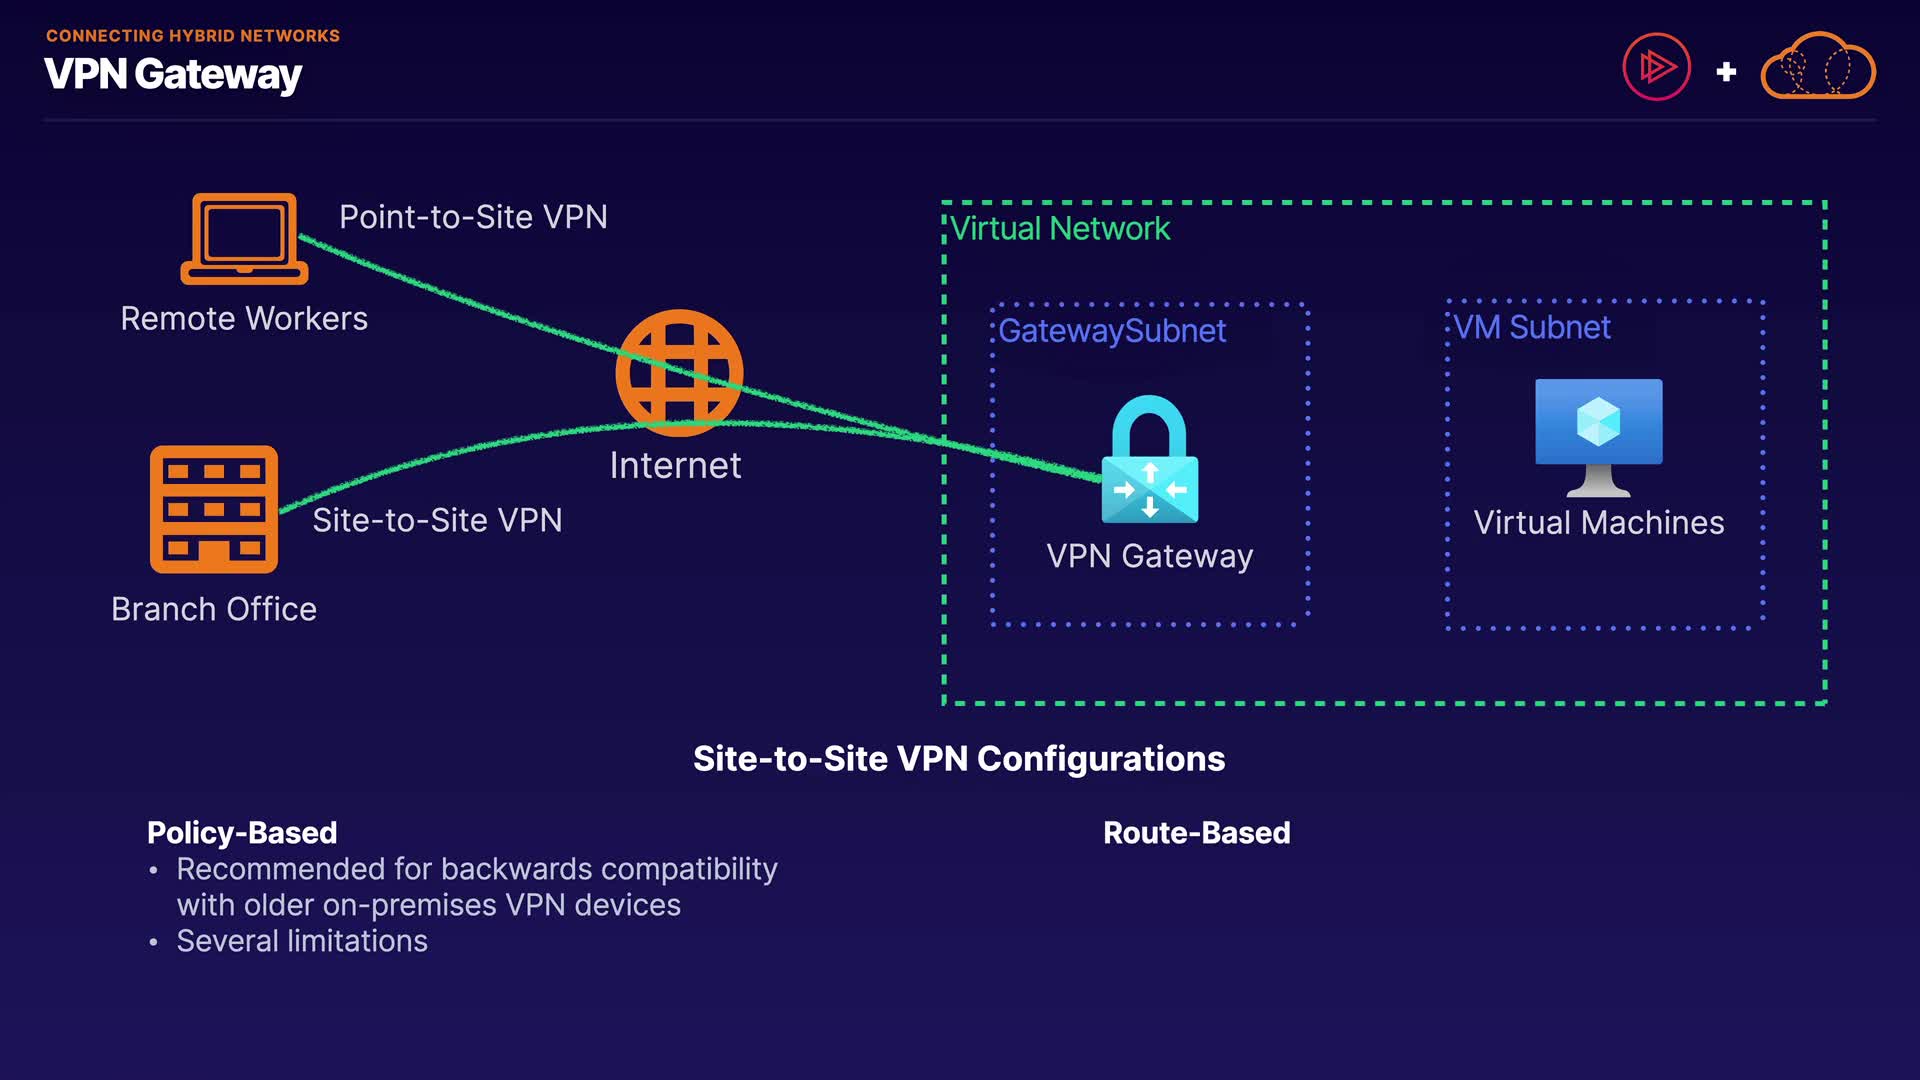 CONNECTING HYBRID NETWORKS
VPN Gateway
Point-to-Site VPN
Remote Workers
Internet
Site-to-Site VPN
Branch Office
Virtual Network
GatewaySubnet
VPN Gateway
VM Subnet
Virtual Machines
Site-to-Site VPN Configurations
Policy-Based
• Recommended for backwards compatibility
with older on-premises VPN devices
• Several limitations
Route-Based